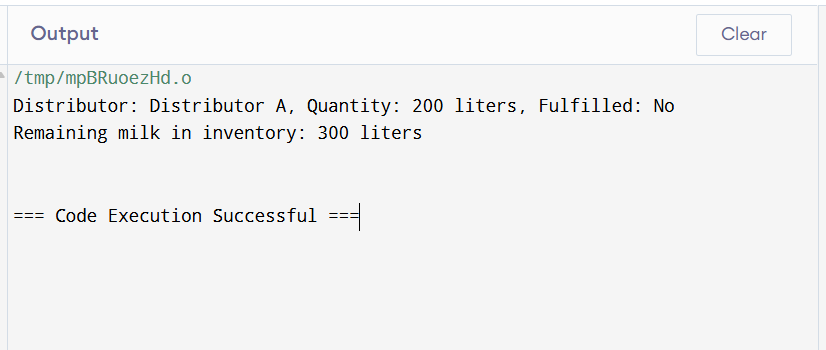 Output
Clear
/tmp/mpBRuoezHd.o
Distributor: Distributor A, Quantity: 200 liters, Fulfilled: No
Remaining milk in inventory: 300 liters
=== Code Execution Successful ===